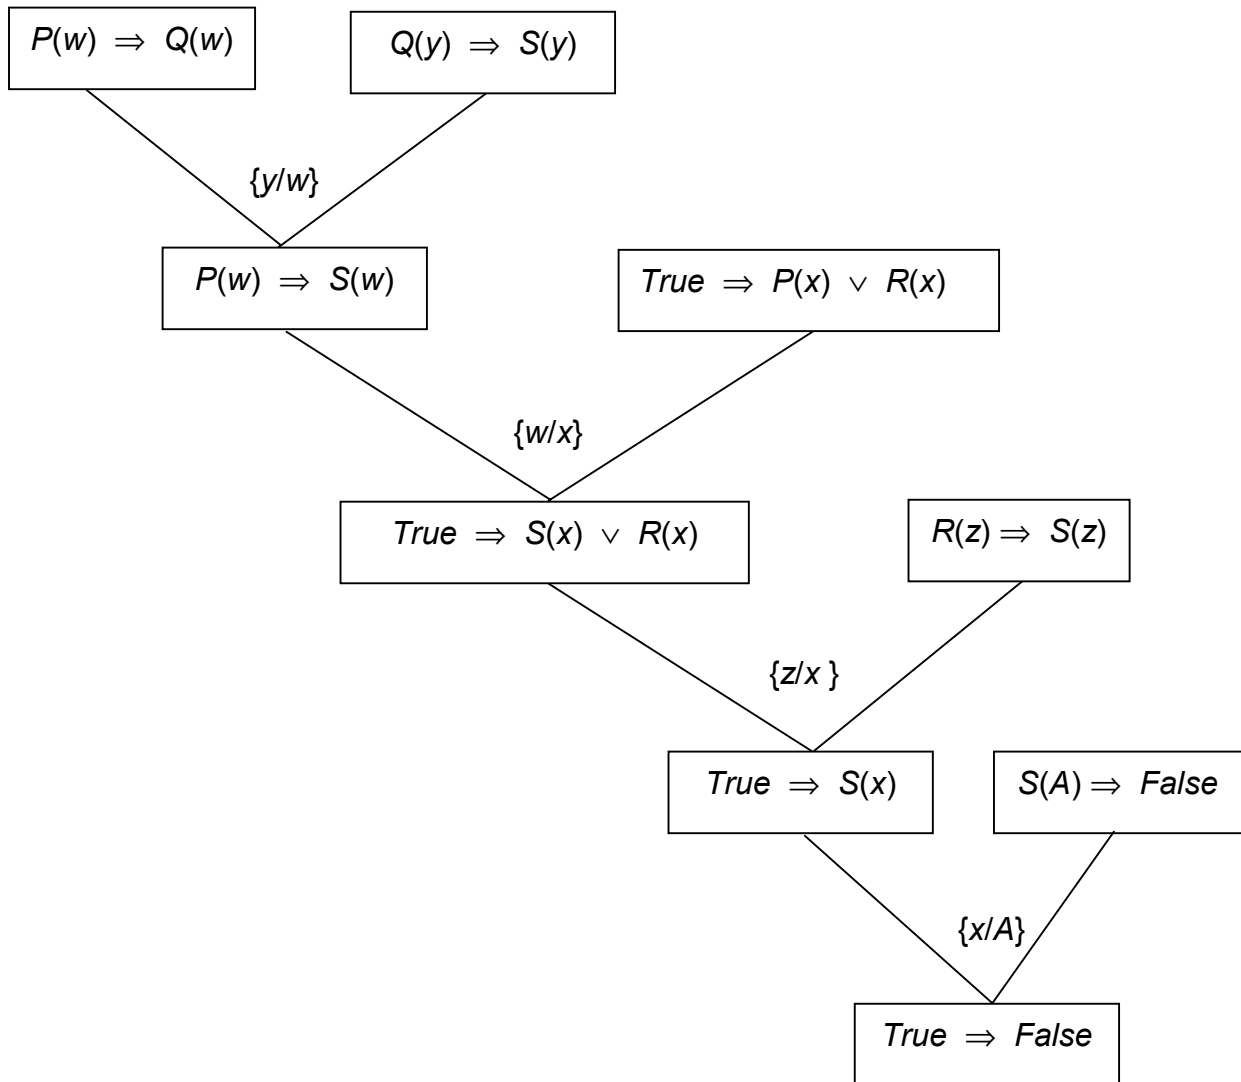 P(w) ⇒ Q(w)
Q(y) ⇒ S(y)
{y/w}
P(w) ⇒ S(w)
True ⇒ P(x) ∨ R(x)
{w/x}
True ⇒ S(x) ∨ R(x)
R(z) ⇒ S(z)
{z/x }
True ⇒ S(x)
S(A) ⇒ False
{x/A}
True ⇒ False